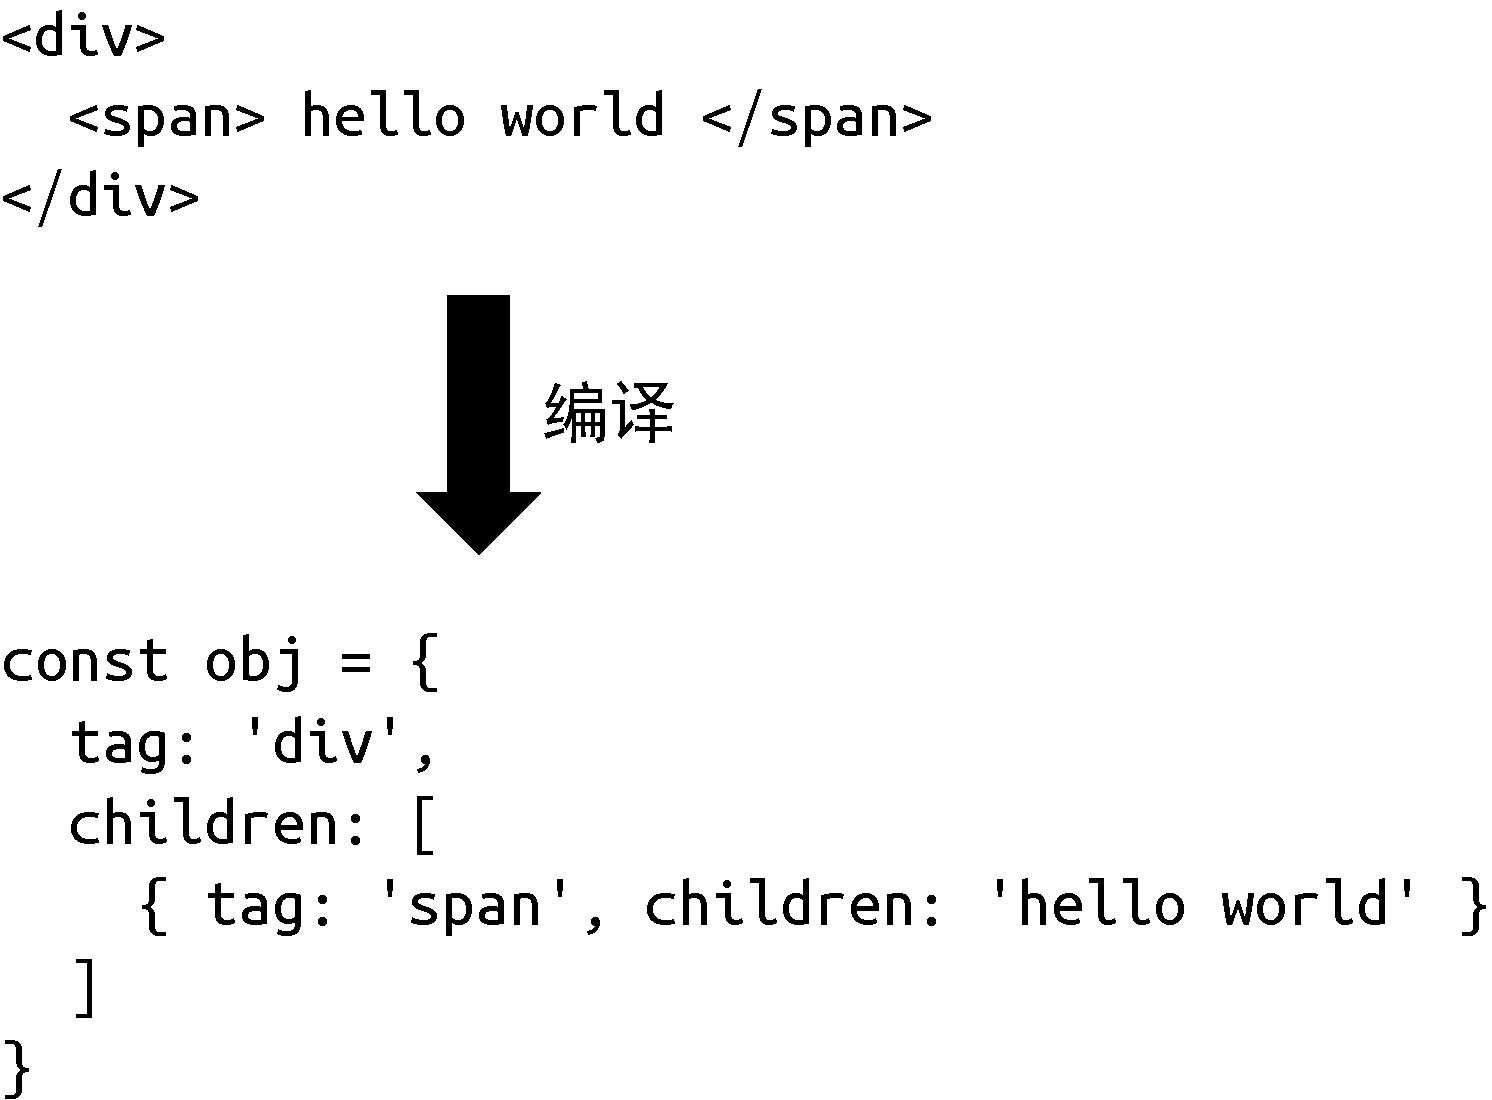 <div>
  <span> hello world </span>
</div>
编译
const obj = {
  tag: 'div',
  children: [
    { tag: 'span', children: 'hello world' }
  ]
}